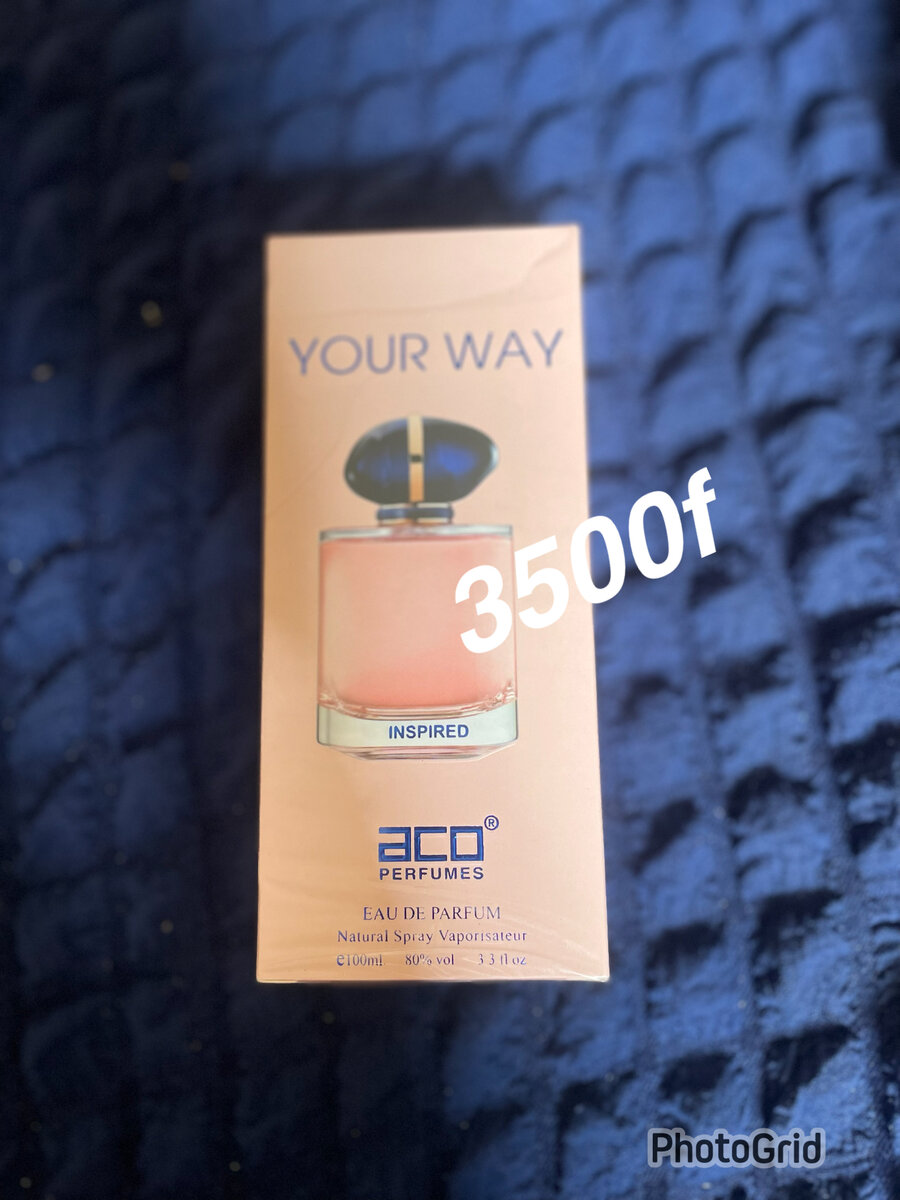 YOUR WAY
3500f
INSPIRED
aco®
PERFUMES
EAU DE PARFUM
Natural Spray Vaporisateur
e100ml 80% vol 3.3 fl oz
PhotoGrid